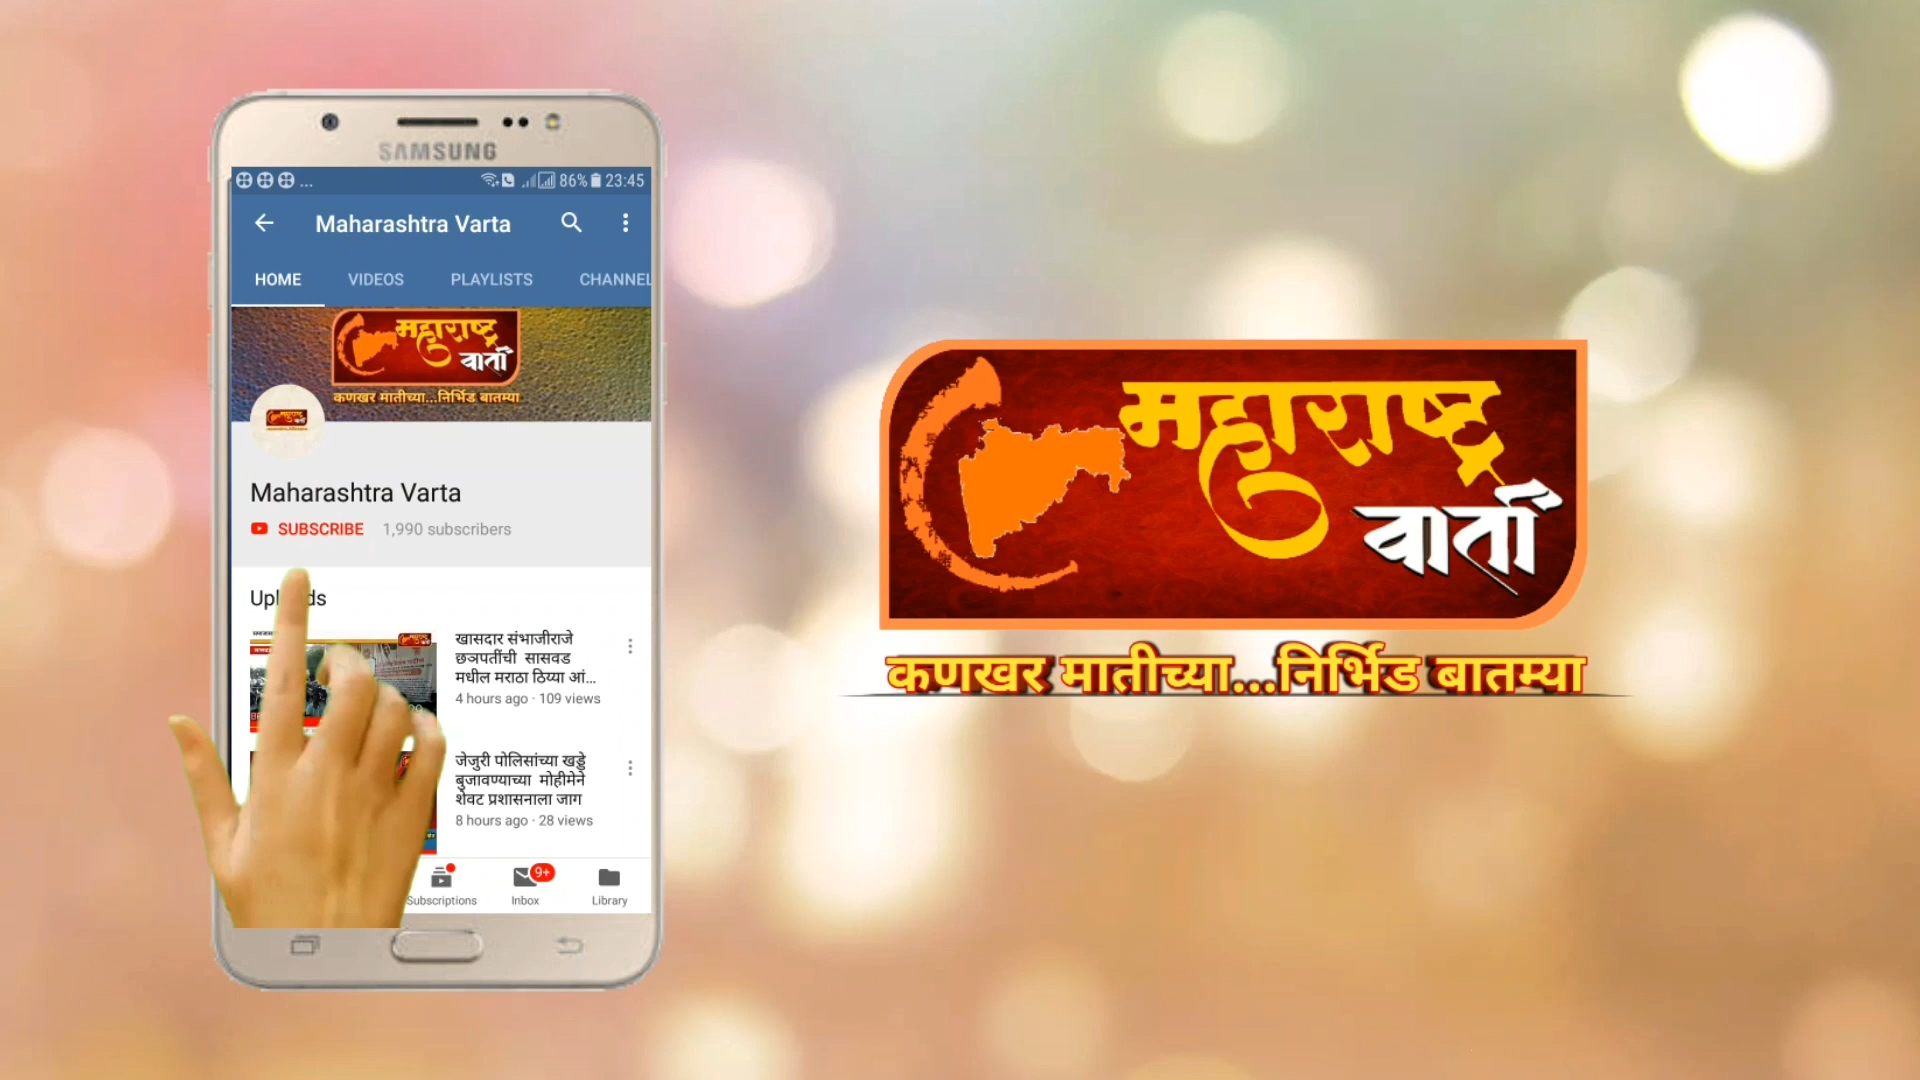 SAMSUNG
... 86% 23:45
Maharashtra Varta
HOME VIDEOS PLAYLISTS CHANNEL
महाराष्ट्र
वार्ता
कणखर मातीच्या...निर्भिड बातम्या
Maharashtra Varta
SUBSCRIBE 1,990 subscribers
खासदार संभाजीराजे
छत्रपतींची सासवड
मधील मराठा ठिय्या आं...
4 hours ago · 109 views
जेजुरी पोलिसांच्या खड्डे
बुजावण्याच्या मोहीमेने
शेवट प्रशासनाला जाग
8 hours ago · 28 views
Subscriptions Inbox 9+ Library
महाराष्ट्र
वार्ता
कणखर मातीच्या...निर्भिड बातम्या